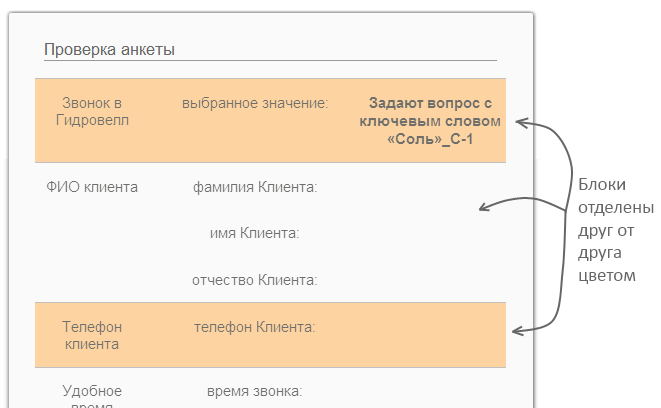 Проверка анкеты
Звонок в
Гидровелл
выбранное значение:
Задают вопрос с
ключевым словом
«Соль»_С-1
ФИО клиента
фамилия Клиента:
имя Клиента:
отчество Клиента:
Телефон
клиента
телефон Клиента:
Удобное
время
время звонка:
Блоки
отделены
друг от
друга
цветом